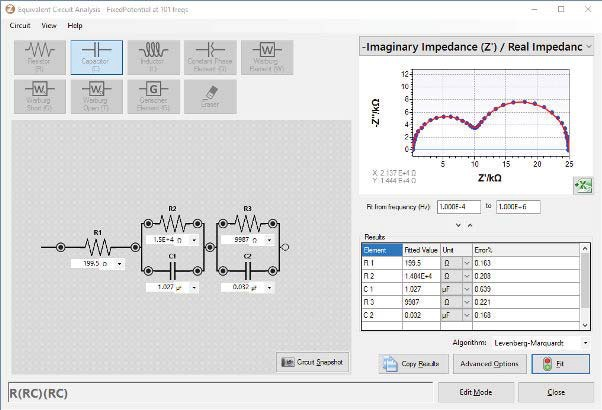 Equivalent Circuit Analysis - FixedPotential at 101 freqs
Circuit View Help
Resistor (R)
Capacitor (C)
Inductor (L)
Constant Phase Element (Q)
Warburg Element (W)
Warburg Short (O)
Warburg Open (T)
Gerischer Element (G)
Eraser
-Imaginary Impedance (Z') / Real Impedanc
-Z''/kΩ
12
10
8
6
4
2
0
5 10 15 20 25
Z'/kΩ
X: 2.137 E+4 Ω
Y: 1.444 E+4 Ω
Fit from frequency (Hz): 1.000E-4 to 1.000E+6
R1
199.5 Ω
R2
1.5E+4 Ω
C1
1.027 µF
R3
9987 Ω
C2
0.032 µF
Results
Element Fitted Value Unit Error%
R 1 199.5 Ω 0.163
R 2 1.484E+4 Ω 0.208
C 1 1.027 µF 0.639
R 3 9987 Ω 0.221
C 2 0.032 µF 0.168
Algorithm: Levenberg-Marquardt
Circuit Snapshot
Copy Results
Advanced Options
Fit
R(RC)(RC)
Edit Mode
Close